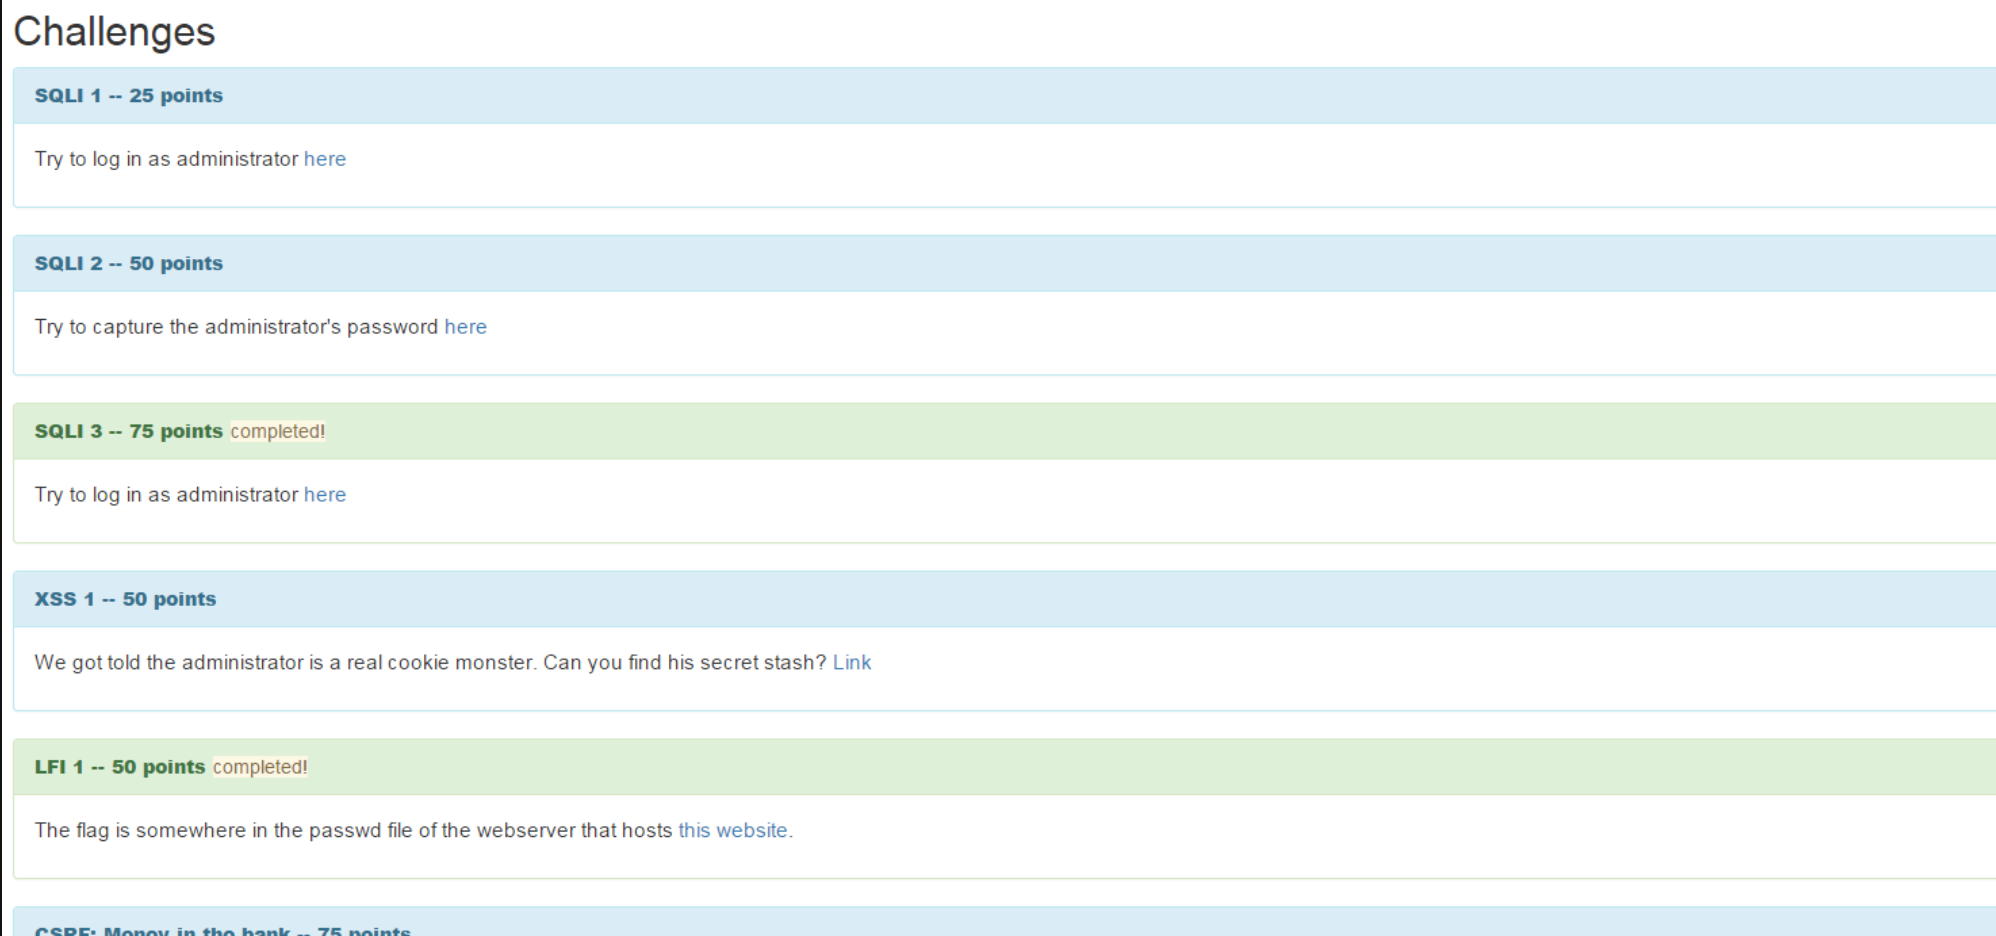 Challenges
SQLI 1 -- 25 points
Try to log in as administrator here
SQLI 2 -- 50 points
Try to capture the administrator's password here
SQLI 3 -- 75 points completed!
Try to log in as administrator here
XSS 1 -- 50 points
We got told the administrator is a real cookie monster. Can you find his secret stash? Link
LFI 1 -- 50 points completed!
The flag is somewhere in the passwd file of the webserver that hosts this website.
CSRF: Money in the bank -- 75 points